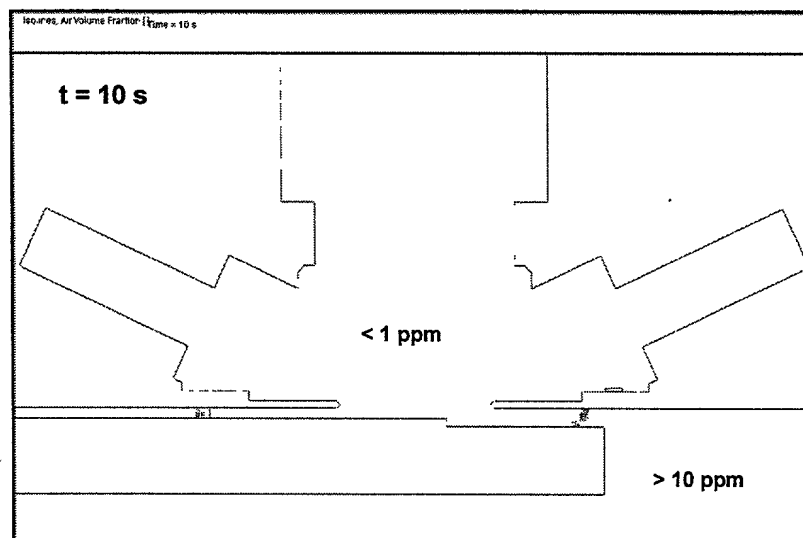 Isolines, Air Volume Fraction [] Time = 10 s
t = 10 s
< 1 ppm
> 10 ppm